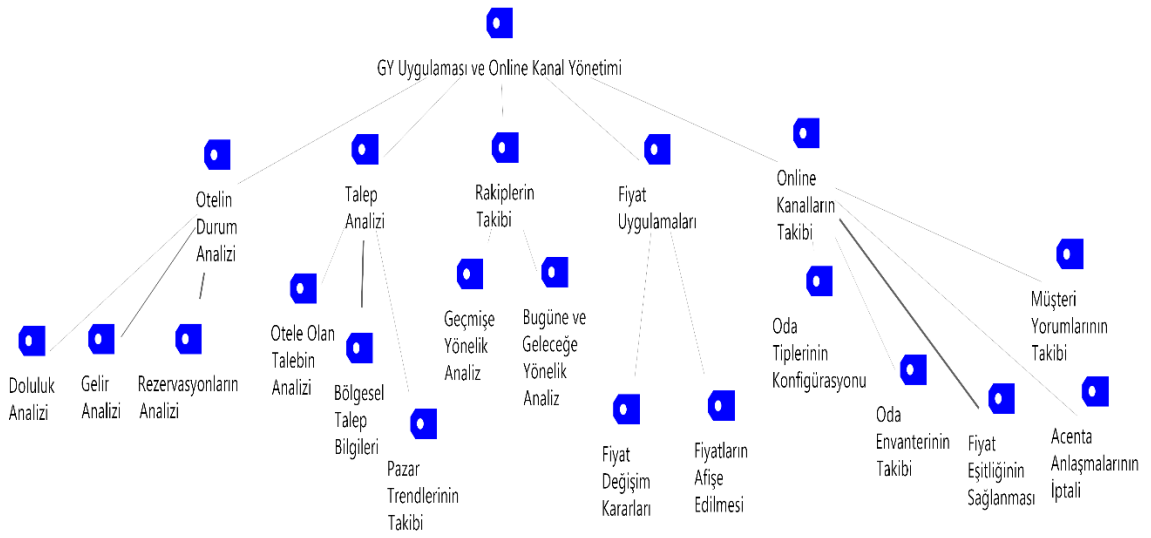 GY Uygulaması ve Online Kanal Yönetimi
Otelin
Durum
Analizi
Talep
Analizi
Rakiplerin
Takibi
Fiyat
Uygulamaları
Online
Kanalların
Takibi
Doluluk
Analizi
Gelir
Analizi
Rezervasyonların
Analizi
Otele Olan
Talebin
Analizi
Bölgesel
Talep
Bilgileri
Pazar
Trendlerinin
Takibi
Geçmişe
Yönelik
Analiz
Bugüne ve
Geleceğe
Yönelik
Analiz
Fiyat
Değişim
Kararları
Fiyatların
Afişe
Edilmesi
Oda
Tiplerinin
Konfigürasyonu
Oda
Envanterinin
Takibi
Fiyat
Eşitliğinin
Sağlanması
Acenta
Anlaşmalarının
İptali
Müşteri
Yorumlarının
Takibi